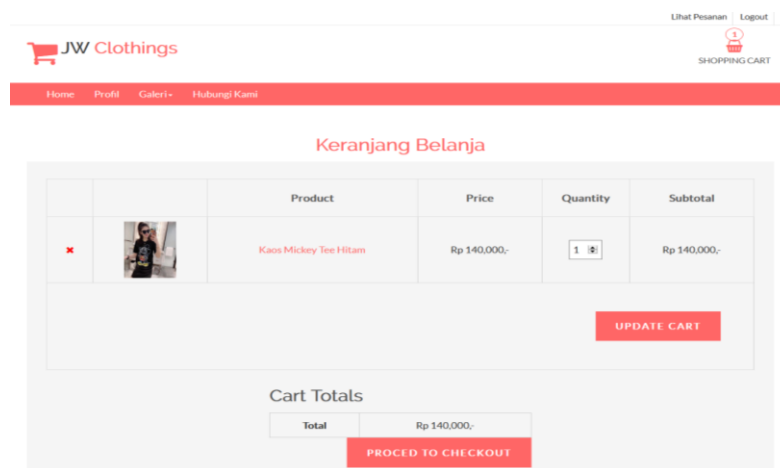 Lihat Pesanan Logout
JW Clothings
1
SHOPPING CART
Home Profil Galeri Hubungi Kami
Keranjang Belanja
Product Price Quantity Subtotal
Kaos Mickey Tee Hitam Rp 140,000,- 1 Rp 140,000,-
UPDATE CART
Cart Totals
Total Rp 140,000,-
PROCED TO CHECKOUT